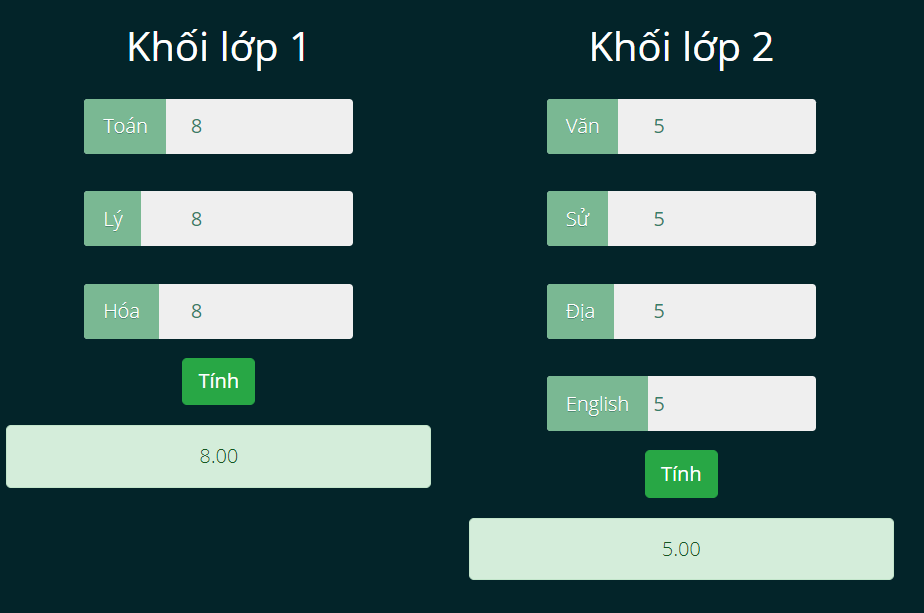 Khối lớp 1
Toán 8
Lý 8
Hóa 8
Tính
8.00
Khối lớp 2
Văn 5
Sử 5
Địa 5
English 5
Tính
5.00